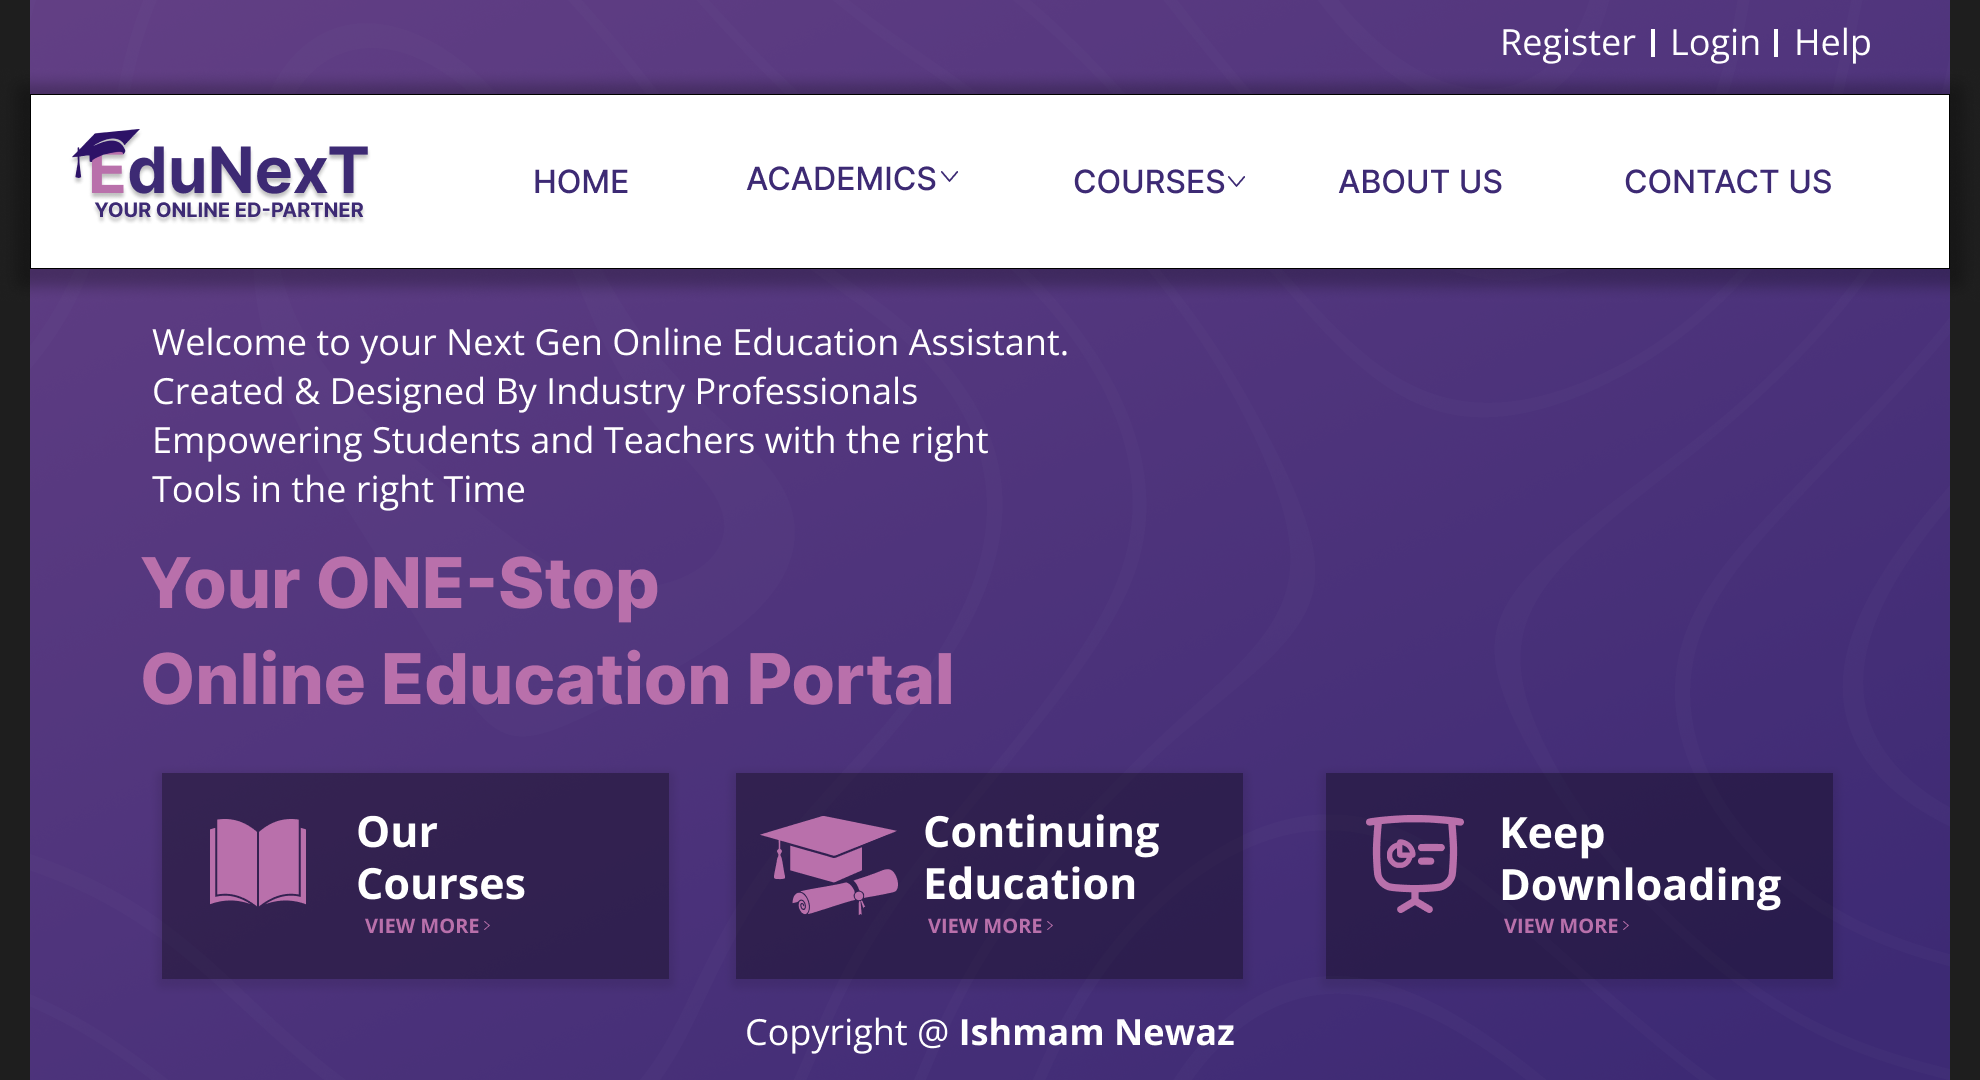 Register | Login | Help
EduNexT
YOUR ONLINE ED-PARTNER
HOME
ACADEMICS
COURSES
ABOUT US
CONTACT US
Welcome to your Next Gen Online Education Assistant.
Created & Designed By Industry Professionals
Empowering Students and Teachers with the right
Tools in the right Time
Your ONE-Stop
Online Education Portal
Our
Courses
VIEW MORE
Continuing
Education
VIEW MORE
Keep
Downloading
VIEW MORE
Copyright @ Ishmam Newaz